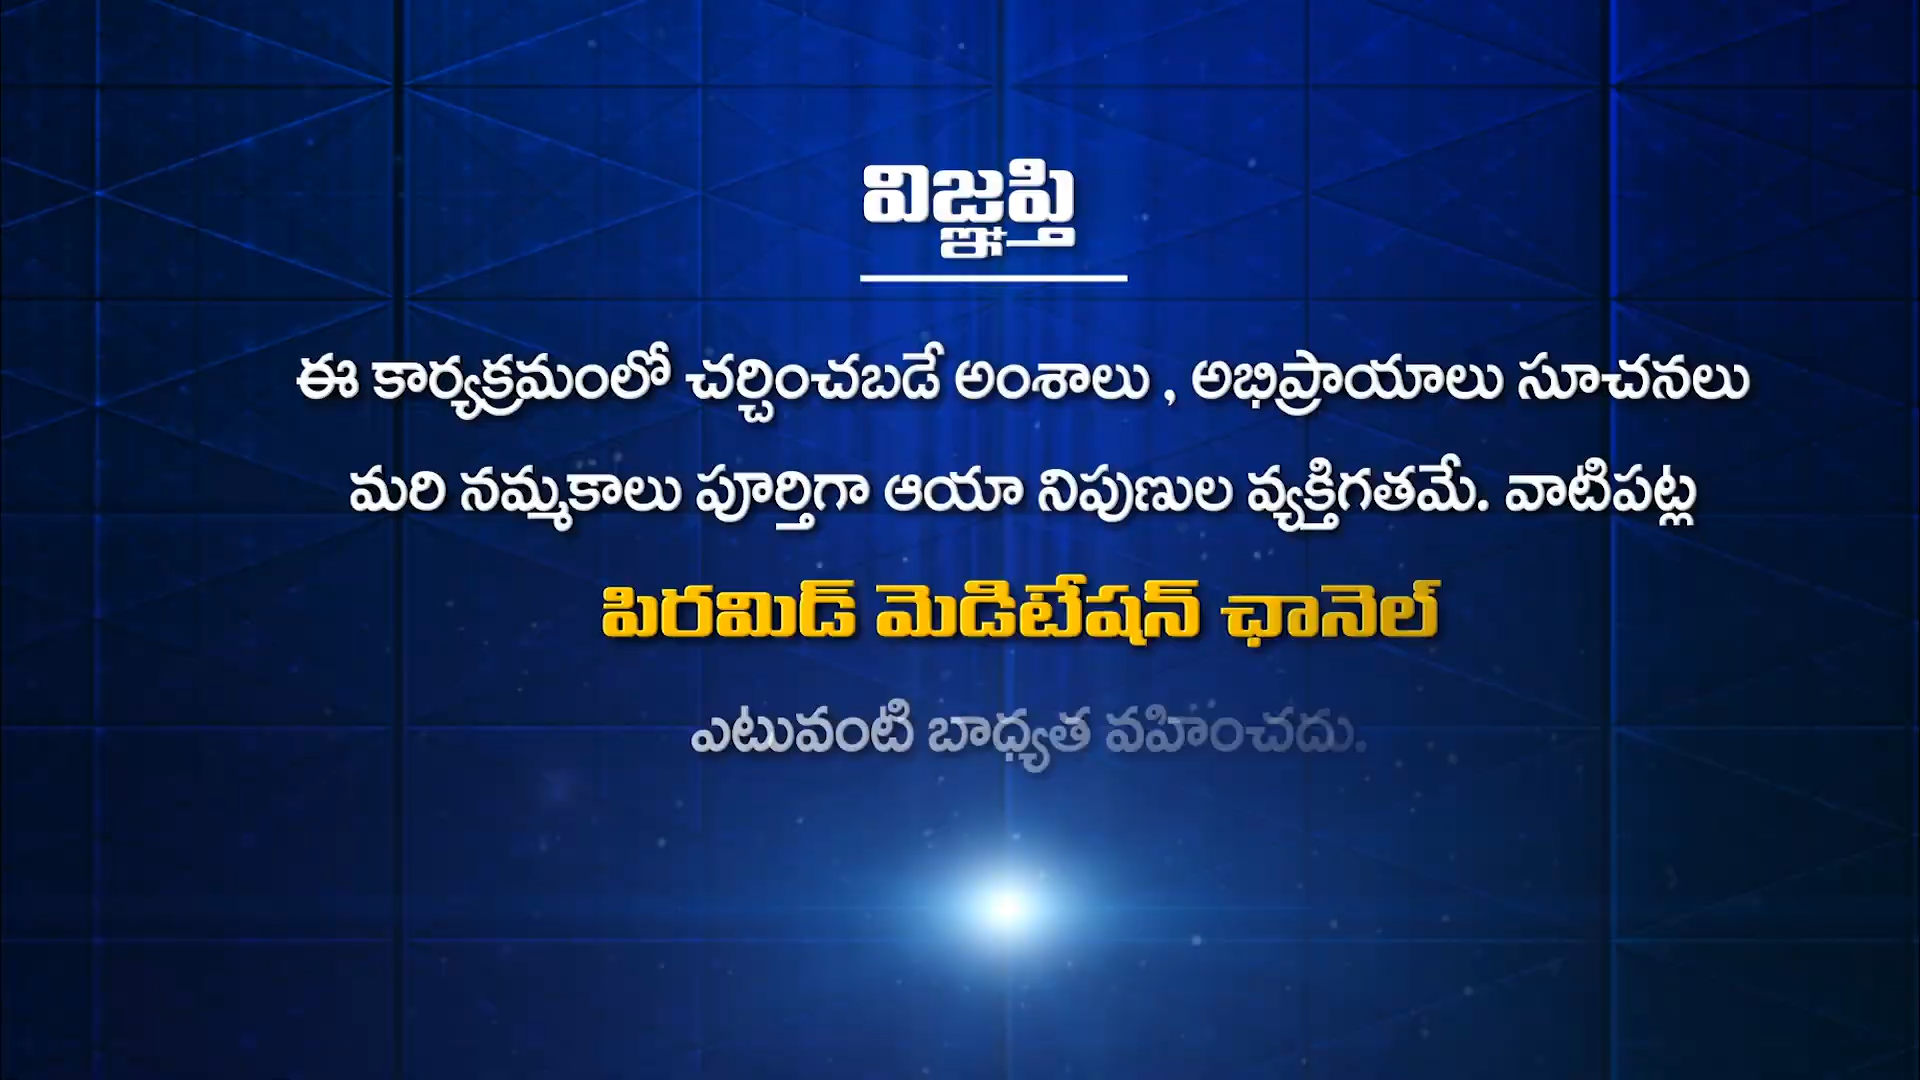 విజ్ఞప్తి
ఈ కార్యక్రమంలో చర్చించబడే అంశాలు , అభిప్రాయాలు సూచనలు
మరి నమ్మకాలు పూర్తిగా ఆయా నిపుణుల వ్యక్తిగతమే. వాటిపట్ల
పిరమిడ్ మెడిటేషన్ ఛానెల్
ఎటువంటి బాధ్యత వహించదు.